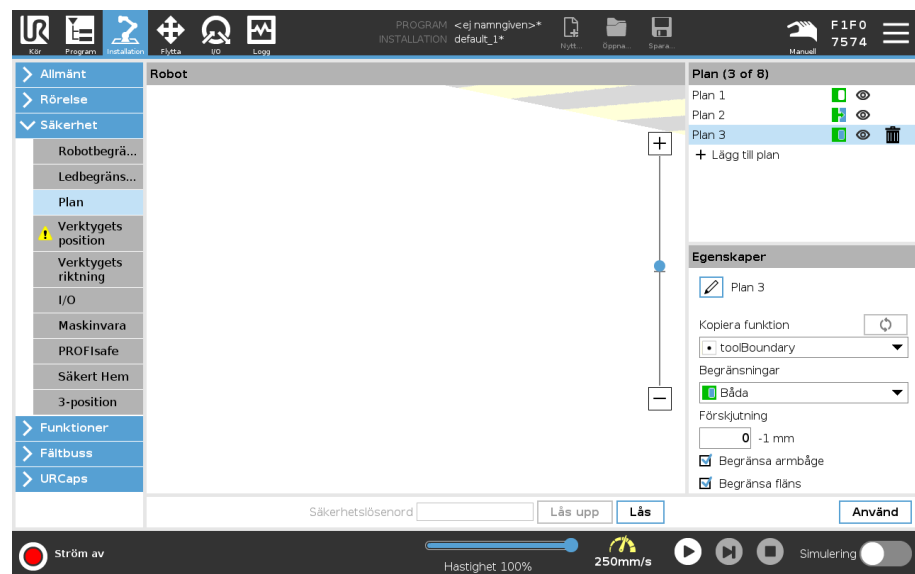 PROGRAM <ej namngiven>*
INSTALLATION default_1*
Kör Program Installation Flytta I/O Logg
Nytt... Öppna... Spara...
Manuell
F1F0
7574
Allmänt
Rörelse
Säkerhet
Robotbegrä...
Ledbegräns...
Plan
Verktygets
position
Verktygets
riktning
I/O
Maskinvara
PROFIsafe
Säkert Hem
3-position
Funktioner
Fältbuss
URCaps
Robot
Plan (3 of 8)
Plan 1
Plan 2
Plan 3
+ Lägg till plan
Egenskaper
Plan 3
Kopiera funktion
toolBoundary
Begränsningar
Båda
Förskjutning
0 -1 mm
Begränsa armbåge
Begränsa fläns
Säkerhetslösenord Lås upp Lås
Använd
Ström av
Hastighet 100%
250mm/s
Simulering